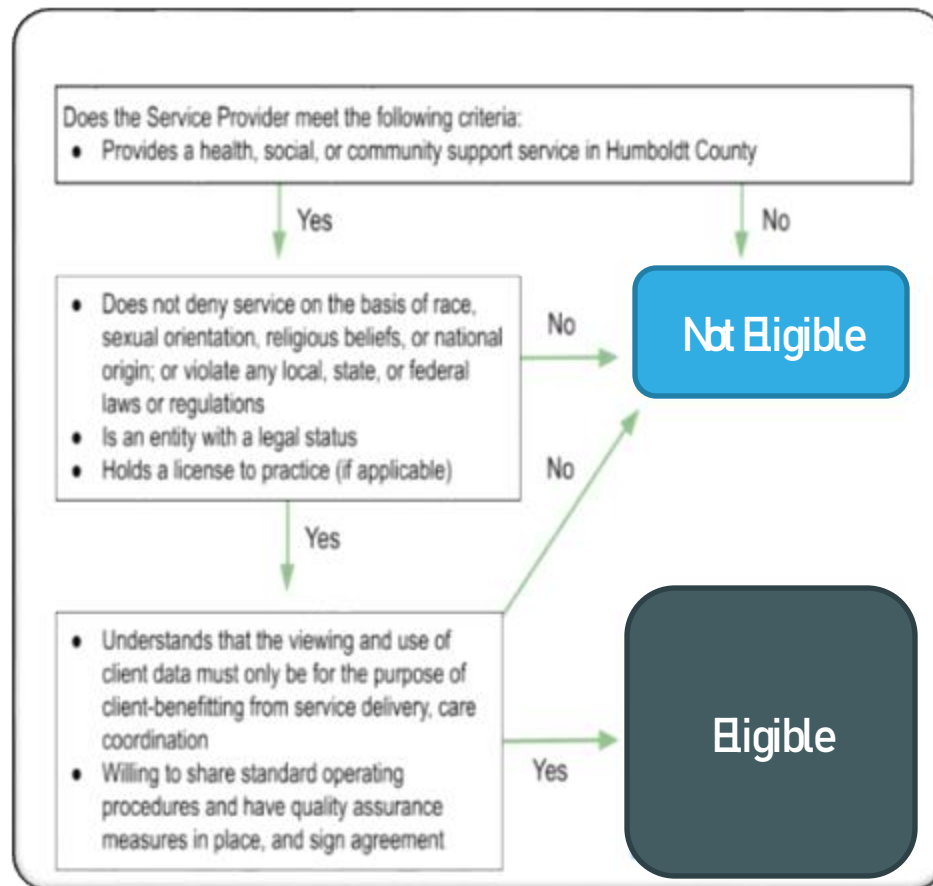 Does the Service Provider meet the following criteria:
● Provides a health, social, or community support service in Humboldt County
Yes
No
● Does not deny service on the basis of race,
sexual orientation, religious beliefs, or national
origin; or violate any local, state, or federal
laws or regulations
● Is an entity with a legal status
● Holds a license to practice (if applicable)
No
Not Eligible
No
Yes
● Understands that the viewing and use of
client data must only be for the purpose of
client-benefitting from service delivery, care
coordination
● Willing to share standard operating
procedures and have quality assurance
measures in place, and sign agreement
Yes
Eligible